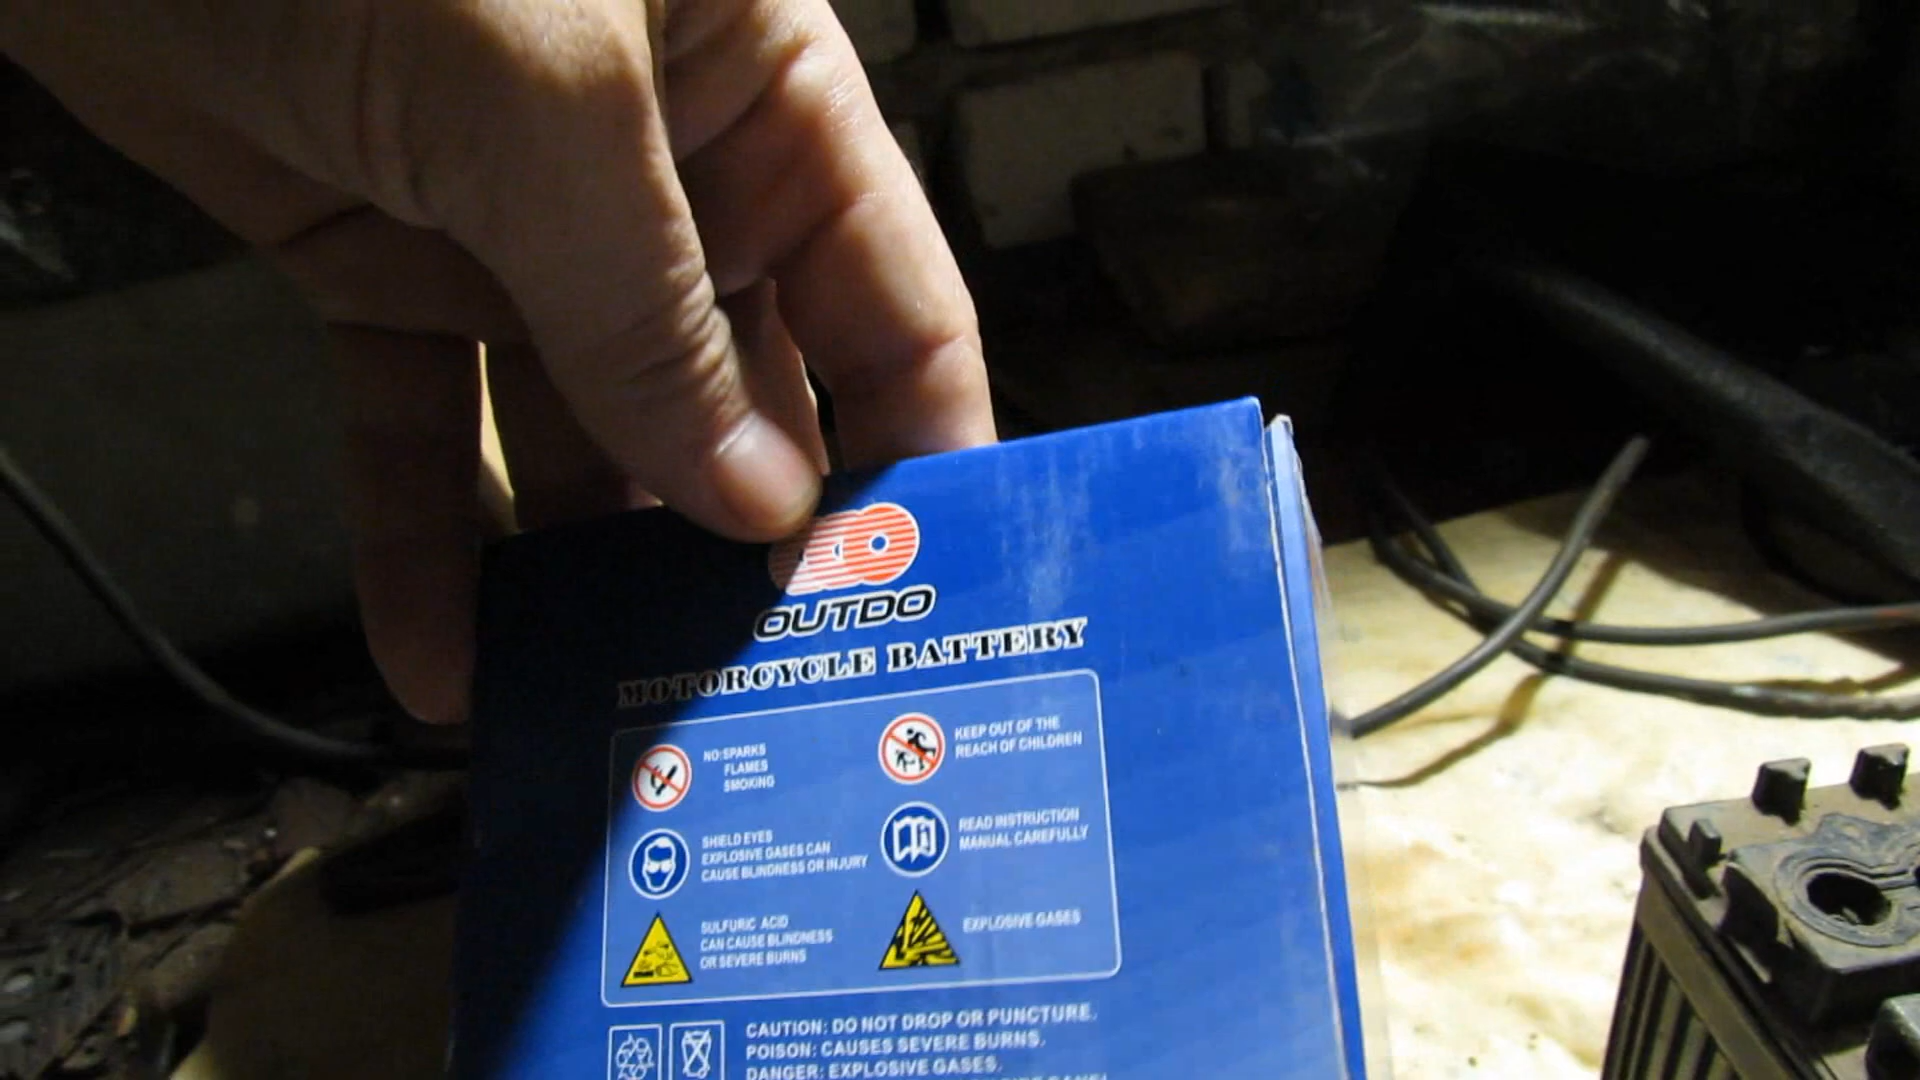 OUTDO
MOTORCYCLE BATTERY
NO:SPARKS
FLAMES
SMOKING
KEEP OUT OF THE
REACH OF CHILDREN
SHIELD EYES
EXPLOSIVE GASES CAN
CAUSE BLINDNESS OR INJURY
READ INSTRUCTION
MANUAL CAREFULLY
SULFURIC ACID
CAN CAUSE BLINDNESS
OR SEVERE BURNS
EXPLOSIVE GASES
CAUTION: DO NOT DROP OR PUNCTURE.
POISON: CAUSES SEVERE BURNS.
DANGER: EXPLOSIVE GASES.